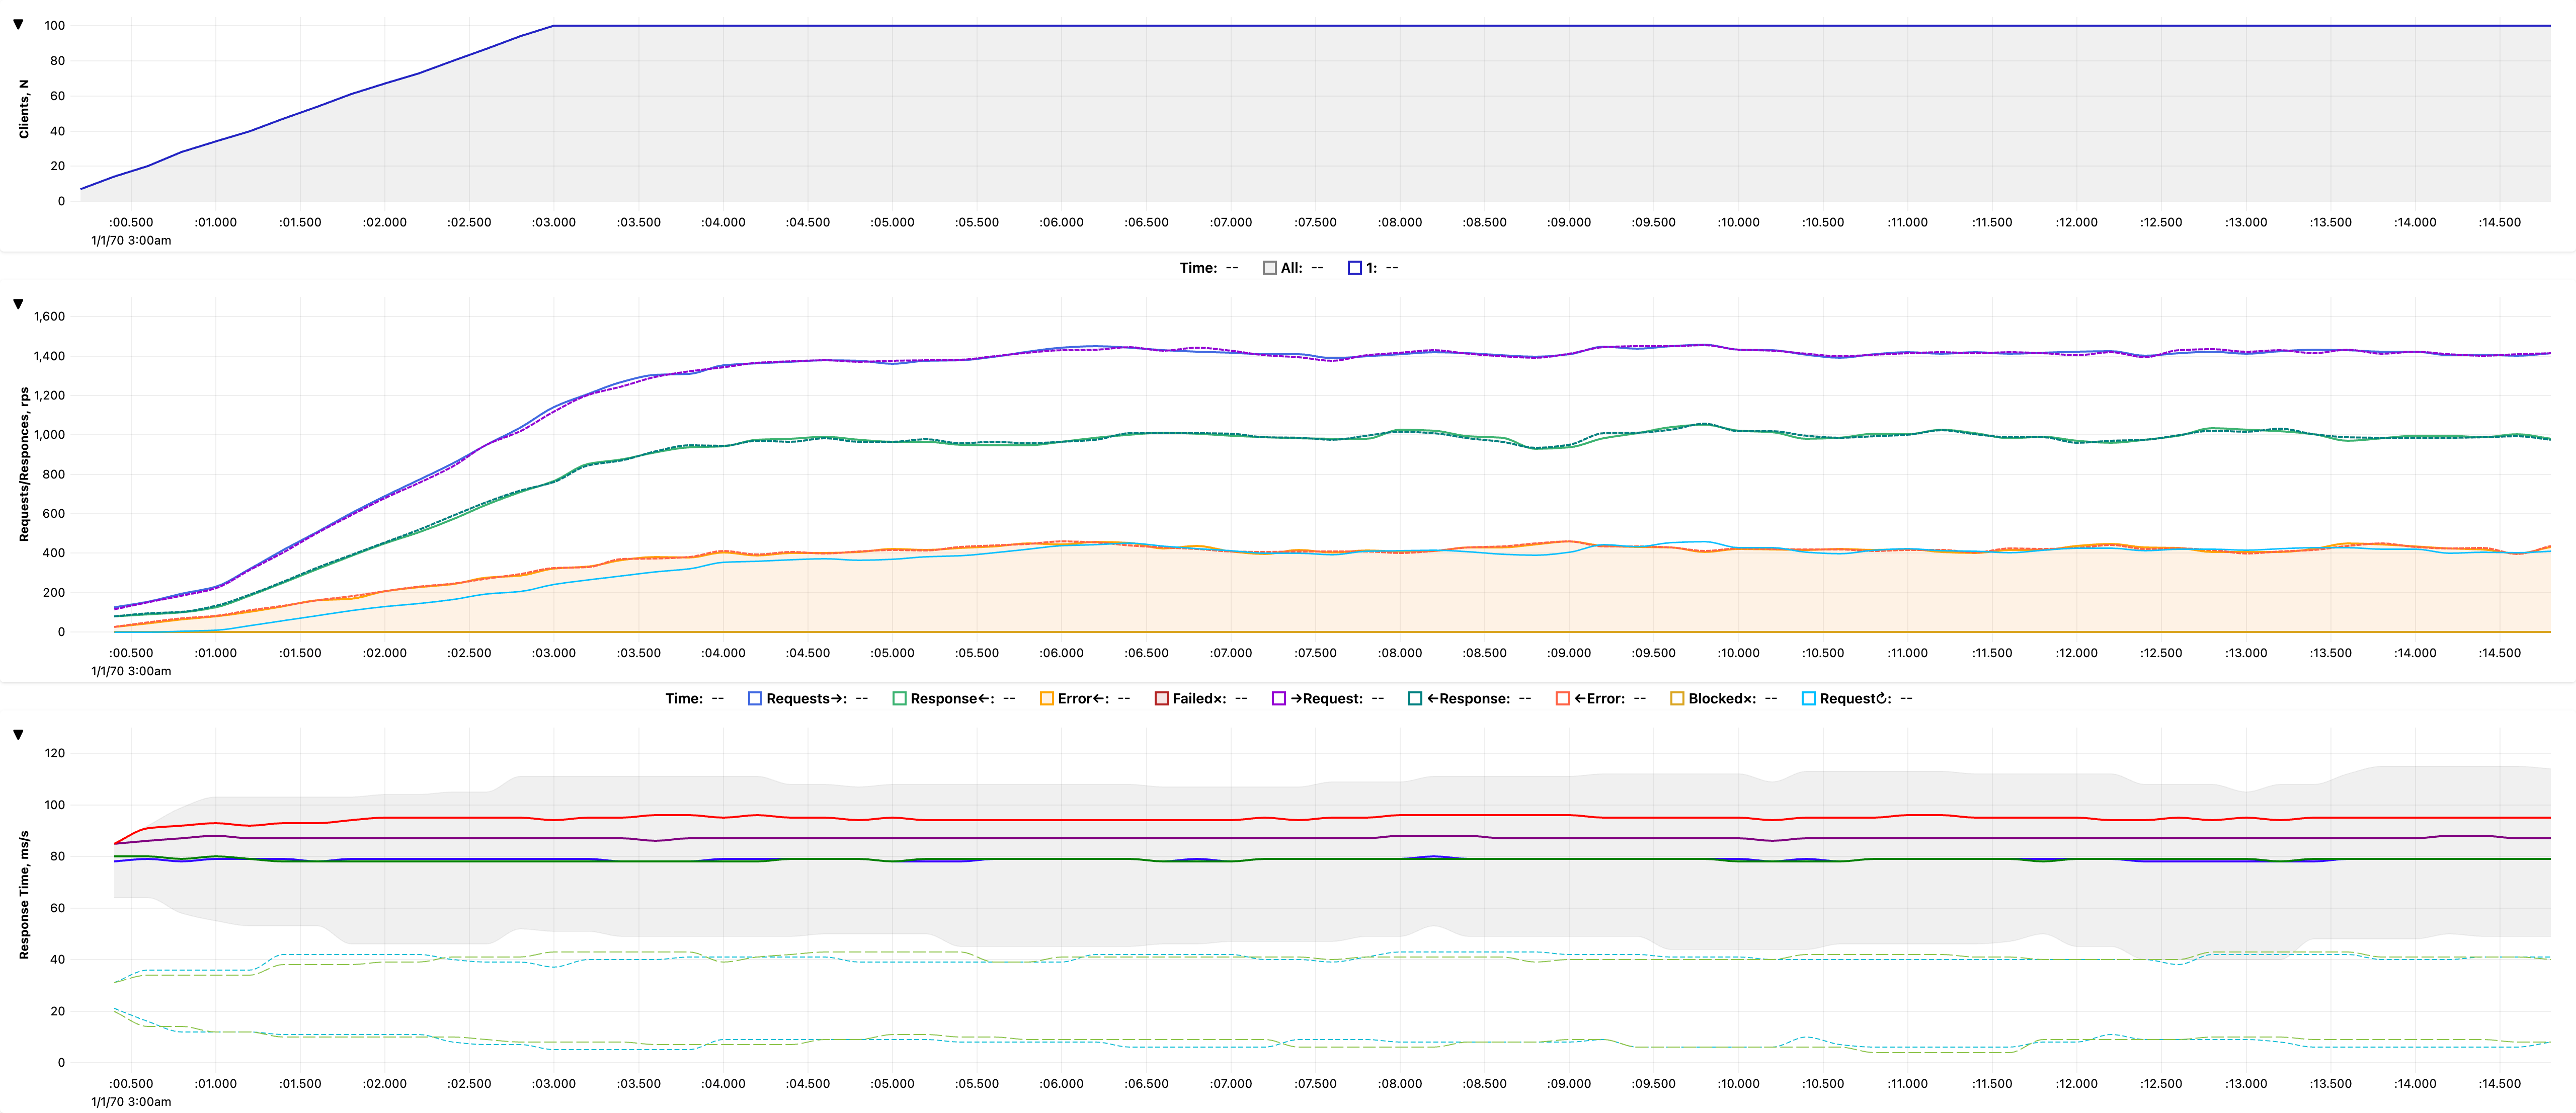 ▼
Clients, N
100
80
60
40
20
0
:00.500 :01.000 :01.500 :02.000 :02.500 :03.000 :03.500 :04.000 :04.500 :05.000 :05.500 :06.000 :06.500 :07.000 :07.500 :08.000 :08.500 :09.000 :09.500 :10.000 :10.500 :11.000 :11.500 :12.000 :12.500 :13.000 :13.500 :14.000 :14.500
1/1/70 3:00am
Time: -- All: -- 1: --
▼
Requests/Responces, rps
1,600
1,400
1,200
1,000
800
600
400
200
0
:00.500 :01.000 :01.500 :02.000 :02.500 :03.000 :03.500 :04.000 :04.500 :05.000 :05.500 :06.000 :06.500 :07.000 :07.500 :08.000 :08.500 :09.000 :09.500 :10.000 :10.500 :11.000 :11.500 :12.000 :12.500 :13.000 :13.500 :14.000 :14.500
1/1/70 3:00am
Time: -- Requests→: -- Response←: -- Error←: -- Failed×: -- →Request: -- ←Response: -- ←Error: -- Blocked×: -- Request↻: --
▼
Response Time, ms/s
120
100
80
60
40
20
0
:00.500 :01.000 :01.500 :02.000 :02.500 :03.000 :03.500 :04.000 :04.500 :05.000 :05.500 :06.000 :06.500 :07.000 :07.500 :08.000 :08.500 :09.000 :09.500 :10.000 :10.500 :11.000 :11.500 :12.000 :12.500 :13.000 :13.500 :14.000 :14.500
1/1/70 3:00am